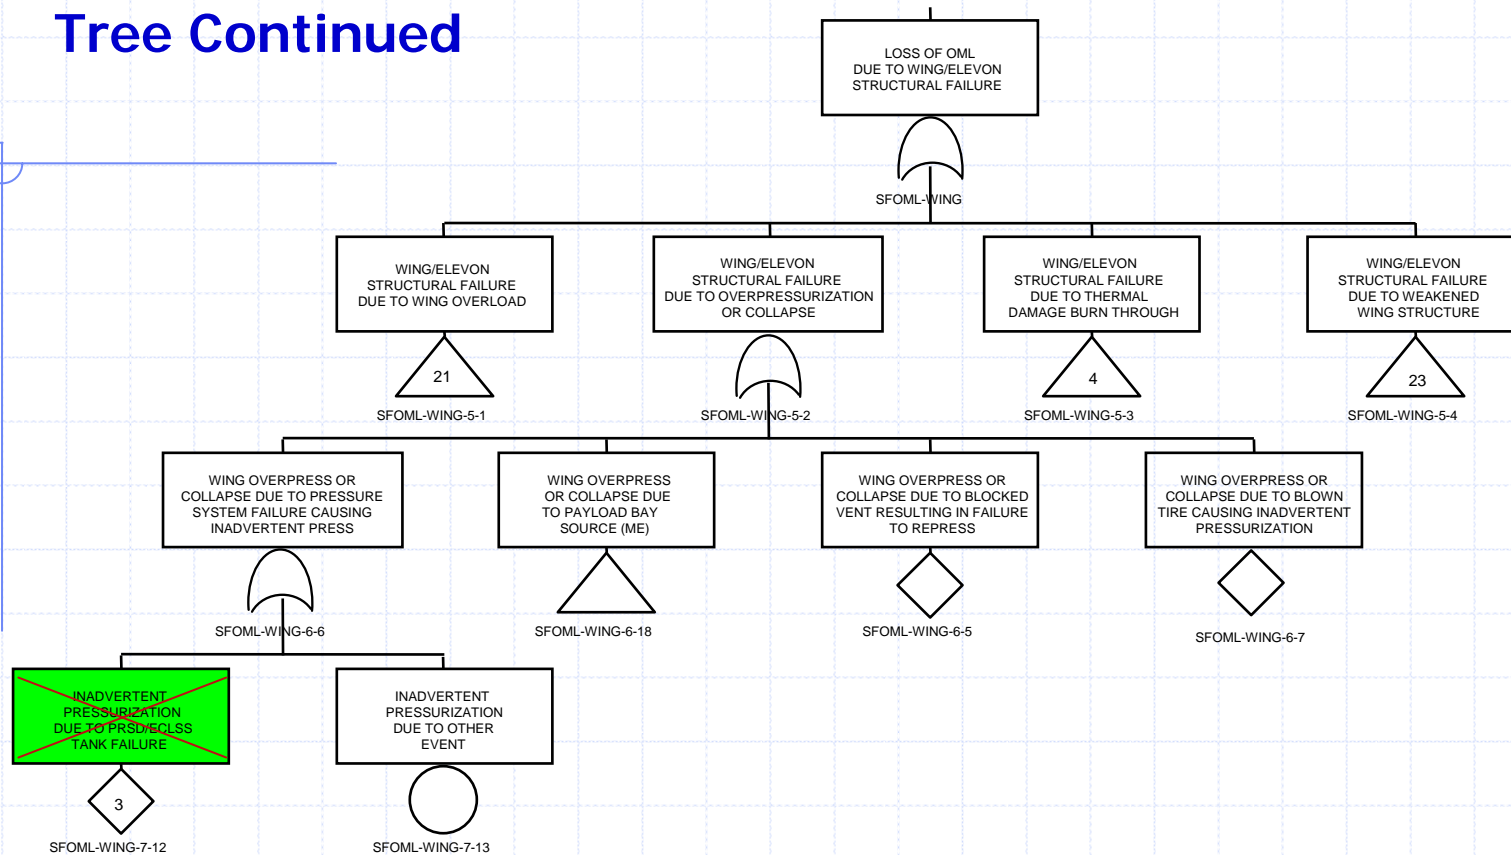 Tree Continued
LOSS OF OML
DUE TO WING/ELEVON
STRUCTURAL FAILURE
SFOML-WING
WING/ELEVON
STRUCTURAL FAILURE
DUE TO WING OVERLOAD
21
SFOML-WING-5-1
WING/ELEVON
STRUCTURAL FAILURE
DUE TO OVERPRESSURIZATION
OR COLLAPSE
SFOML-WING-5-2
WING/ELEVON
STRUCTURAL FAILURE
DUE TO THERMAL
DAMAGE BURN THROUGH
4
SFOML-WING-5-3
WING/ELEVON
STRUCTURAL FAILURE
DUE TO WEAKENED
WING STRUCTURE
23
SFOML-WING-5-4
WING OVERPRESS OR
COLLAPSE DUE TO PRESSURE
SYSTEM FAILURE CAUSING
INADVERTENT PRESS
SFOML-WING-6-6
WING OVERPRESS
OR COLLAPSE DUE
TO PAYLOAD BAY
SOURCE (ME)
SFOML-WING-6-18
WING OVERPRESS OR
COLLAPSE DUE TO BLOCKED
VENT RESULTING IN FAILURE
TO REPRESS
SFOML-WING-6-5
WING OVERPRESS OR
COLLAPSE DUE TO BLOWN
TIRE CAUSING INADVERTENT
PRESSURIZATION
SFOML-WING-6-7
INADVERTENT
PRESSURIZATION
DUE TO PRSD/ECLSS
TANK FAILURE
3
SFOML-WING-7-12
INADVERTENT
PRESSURIZATION
DUE TO OTHER
EVENT
SFOML-WING-7-13